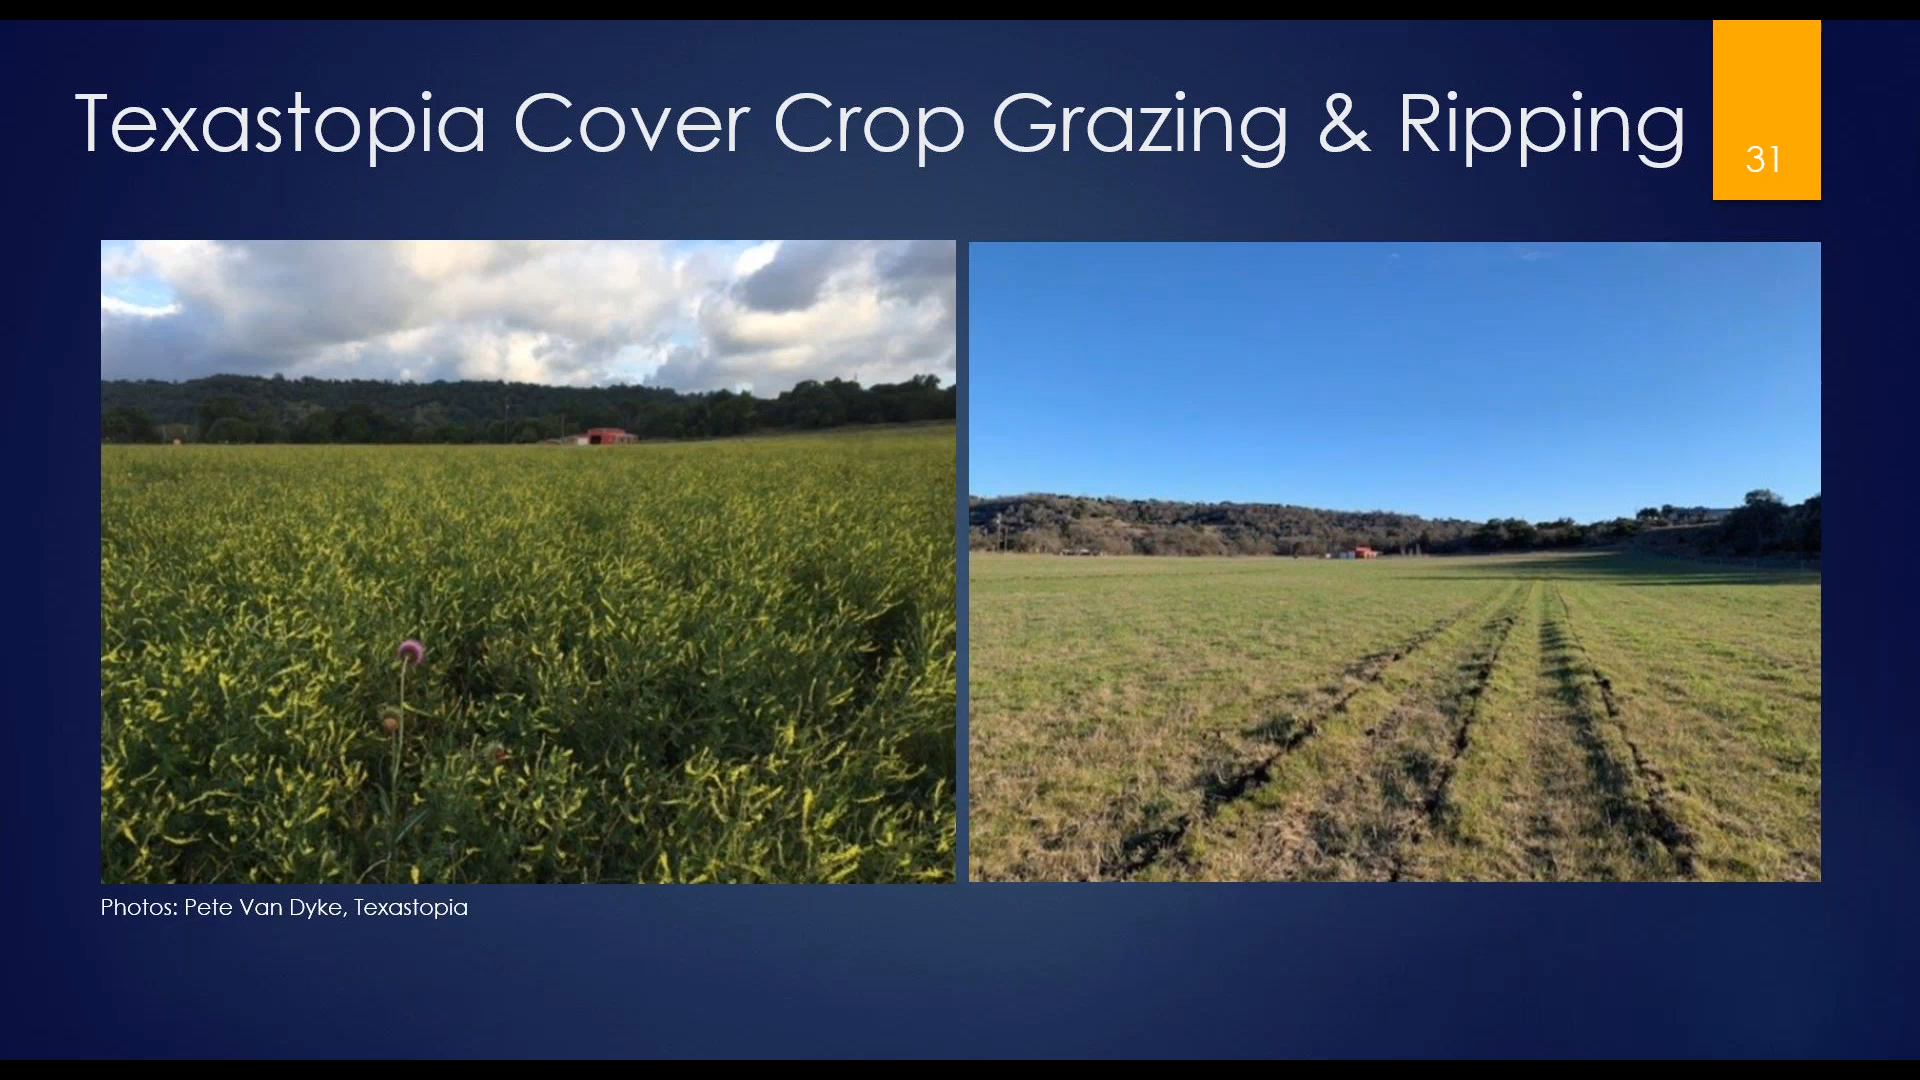 Texastopia Cover Crop Grazing & Ripping
31
Photos: Pete Van Dyke, Texastopia